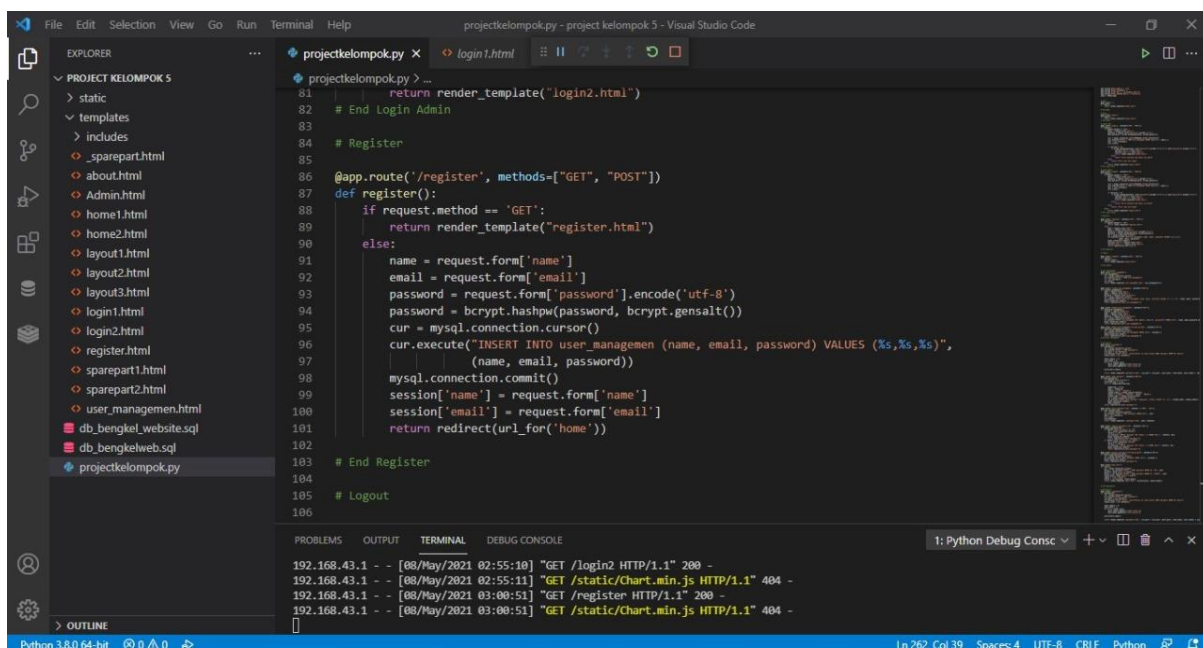 File Edit Selection View Go Run Terminal Help
projectkelompok.py - project kelompok 5 - Visual Studio Code
EXPLORER
PROJECT KELOMPOK 5
static
templates
includes
_sparepart.html
about.html
Admin.html
home1.html
home2.html
layout1.html
layout2.html
layout3.html
login1.html
login2.html
register.html
sparepart1.html
sparepart2.html
user_managemen.html
db_bengkel_website.sql
db_bengkelweb.sql
projectkelompok.py
OUTLINE
projectkelompok.py login1.html
projectkelompok.py > ...
81 return render_template("login2.html")
82 # End Login Admin
83
84 # Register
85
86 @app.route('/register', methods=["GET", "POST"])
87 def register():
88 if request.method == 'GET':
89 return render_template("register.html")
90 else:
91 name = request.form['name']
92 email = request.form['email']
93 password = request.form['password'].encode('utf-8')
94 password = bcrypt.hashpw(password, bcrypt.gensalt())
95 cur = mysql.connection.cursor()
96 cur.execute("INSERT INTO user_managemen (name, email, password) VALUES (%s,%s,%s)",
97 (name, email, password))
98 mysql.connection.commit()
99 session['name'] = request.form['name']
100 session['email'] = request.form['email']
101 return redirect(url_for('home'))
102
103 # End Register
104
105 # Logout
106
PROBLEMS OUTPUT TERMINAL DEBUG CONSOLE
1: Python Debug Consc
192.168.43.1 - - [08/May/2021 02:55:10] "GET /login2 HTTP/1.1" 200 -
192.168.43.1 - - [08/May/2021 02:55:11] "GET /static/Chart.min.js HTTP/1.1" 404 -
192.168.43.1 - - [08/May/2021 03:00:51] "GET /register HTTP/1.1" 200 -
192.168.43.1 - - [08/May/2021 03:00:51] "GET /static/Chart.min.js HTTP/1.1" 404 -
Python 3.8.0 64-bit 0 0 Ln 262, Col 39 Spaces: 4 UTF-8 CRLF Python